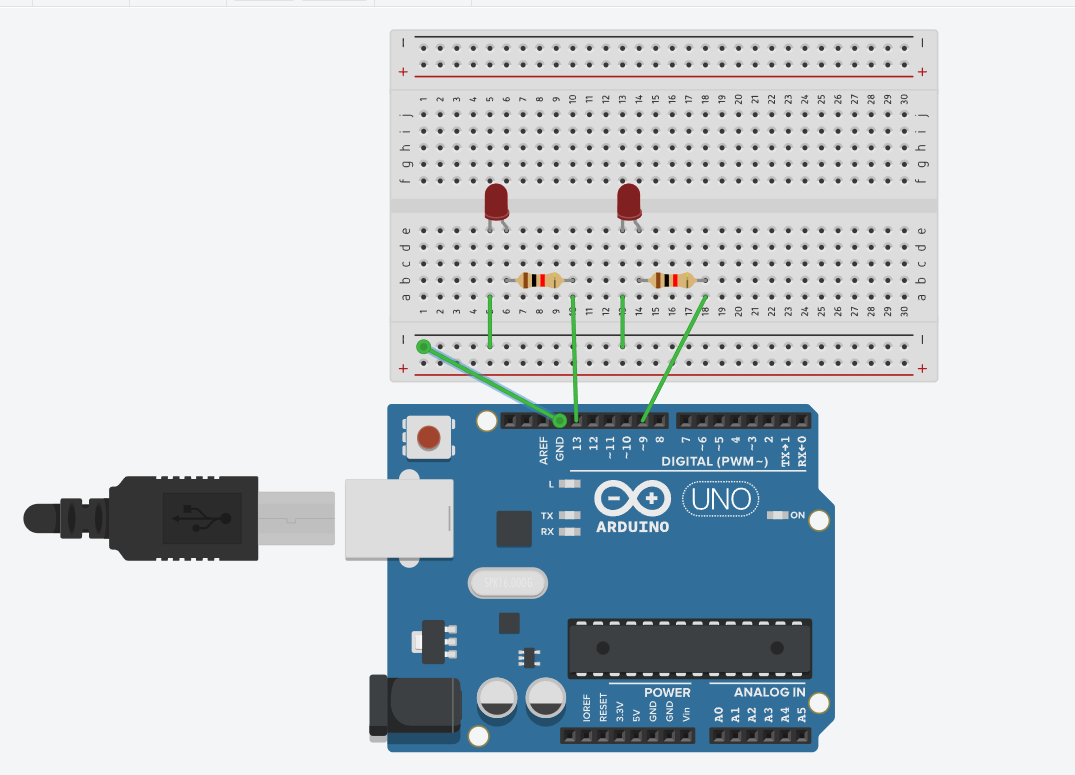 − −
+ +
1 2 3 4 5 6 7 8 9 10 11 12 13 14 15 16 17 18 19 20 21 22 23 24 25 26 27 28 29 30
j j
i i
h h
g g
f f
e e
d d
c c
b b
a a
1 2 3 4 5 6 7 8 9 10 11 12 13 14 15 16 17 18 19 20 21 22 23 24 25 26 27 28 29 30
− −
+ +
AREF GND 13 12 ~11 ~10 ~9 8 7 ~6 ~5 4 ~3 2 TX→1 RX←0
DIGITAL (PWM~)
L
TX
RX
ARDUINO
UNO
ON
POWER
ANALOG IN
IOREF RESET 3.3V 5V GND GND Vin A0 A1 A2 A3 A4 A5